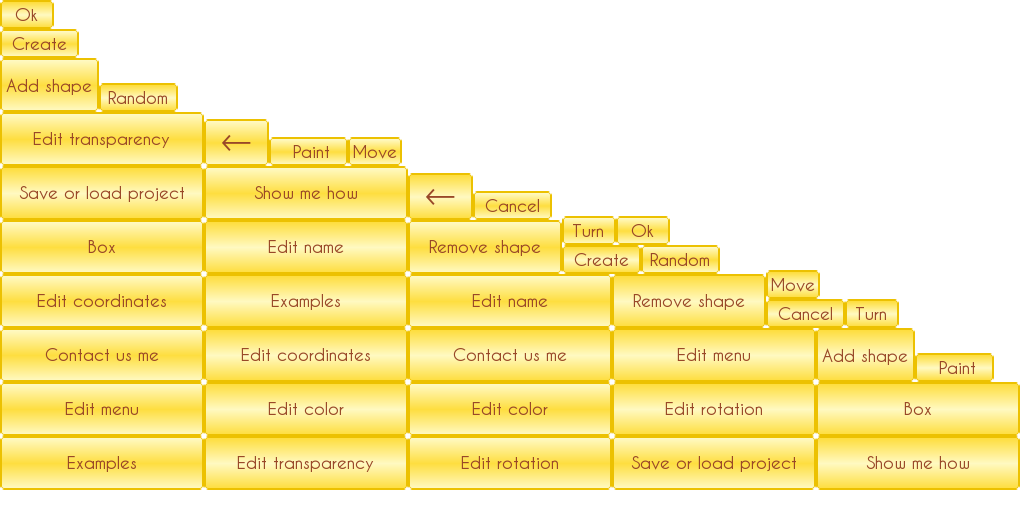 Ok
Create
Add shape
Random
Edit transparency
←
Paint
Move
Save or load project
Show me how
←
Cancel
Box
Edit name
Remove shape
Turn
Ok
Create
Random
Edit coordinates
Examples
Edit name
Remove shape
Move
Cancel
Turn
Contact us me
Edit coordinates
Contact us me
Edit menu
Add shape
Paint
Edit menu
Edit color
Edit color
Edit rotation
Box
Examples
Edit transparency
Edit rotation
Save or load project
Show me how